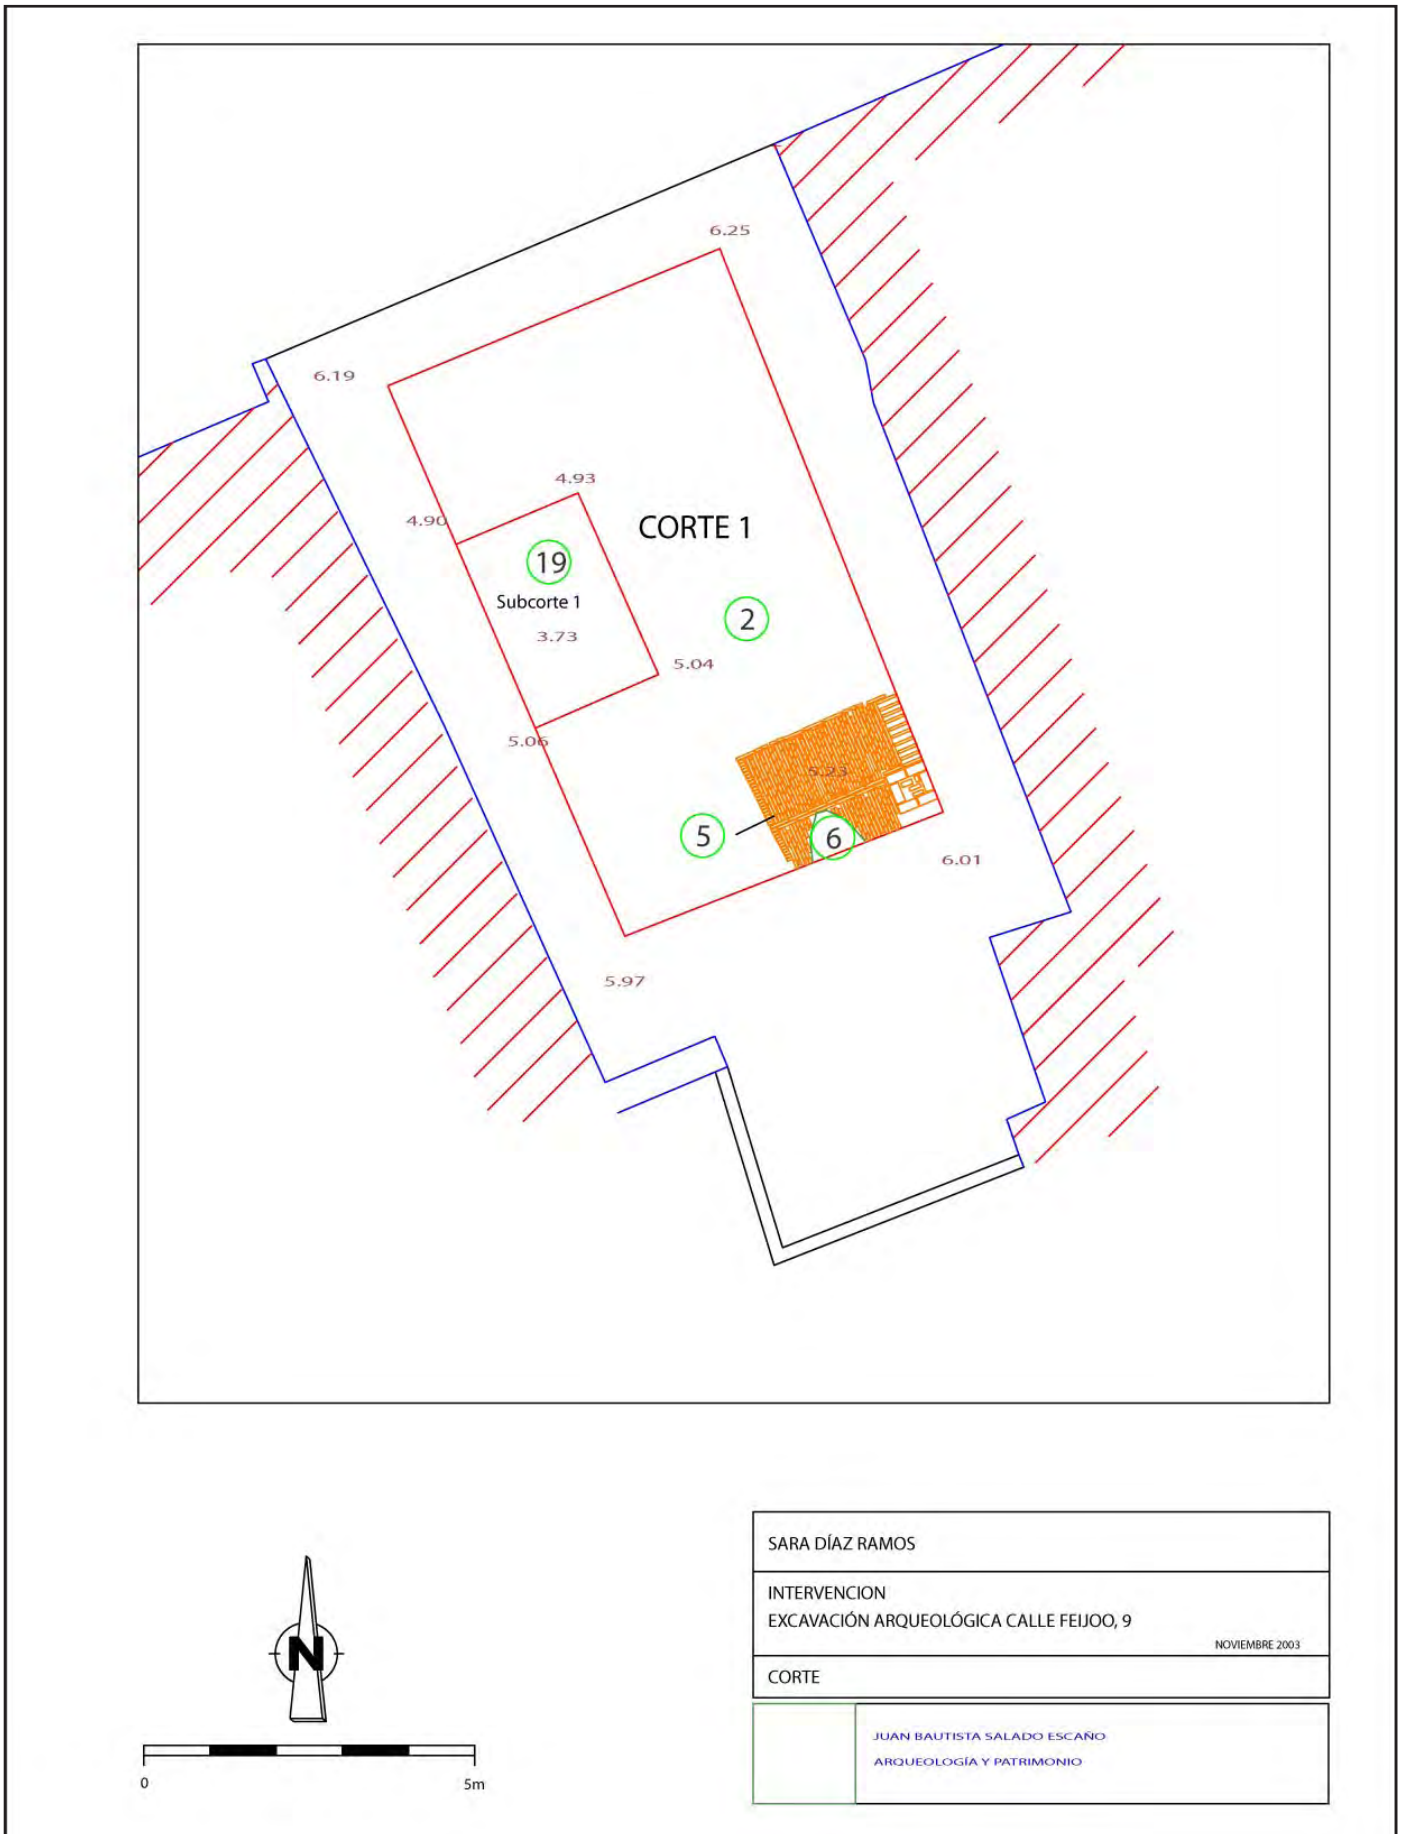 6.25
6.19
4.93
4.90
CORTE 1
19
Subcorte 1
2
3.73
5.04
5.06
5.23
5
6
6.01
5.97
SARA DÍAZ RAMOS
INTERVENCION
EXCAVACIÓN ARQUEOLÓGICA CALLE FEIJOO, 9
NOVIEMBRE 2003
CORTE
N
JUAN BAUTISTA SALADO ESCAÑO
ARQUEOLOGÍA Y PATRIMONIO
0 5m